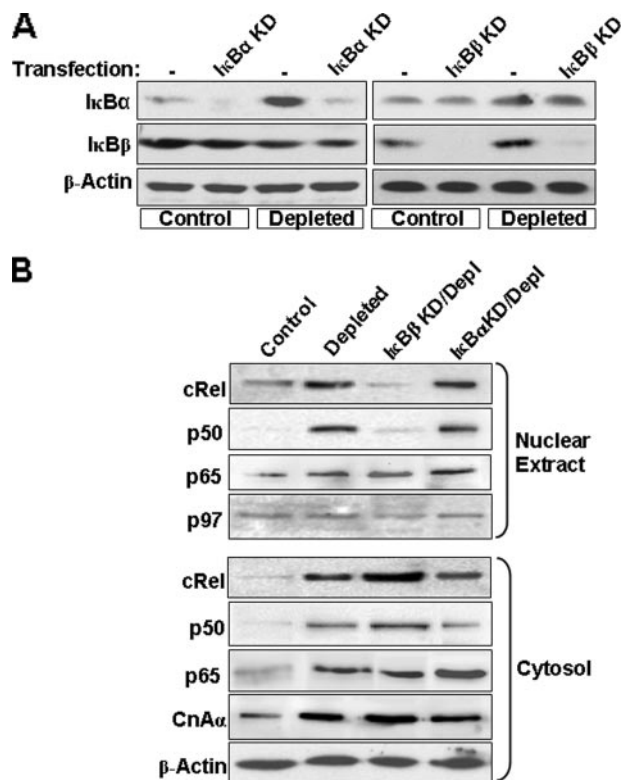 A
Transfection: - IκBα KD - IκBα KD - IκBβ KD - IκBβ KD
IκBα
IκBβ
β-Actin
Control Depleted Control Depleted
B
Control Depleted IκBβ KD/Depl IκBαKD/Depl
cRel
p50
p65
p97
Nuclear
Extract
cRel
p50
p65
CnAα
β-Actin
Cytosol